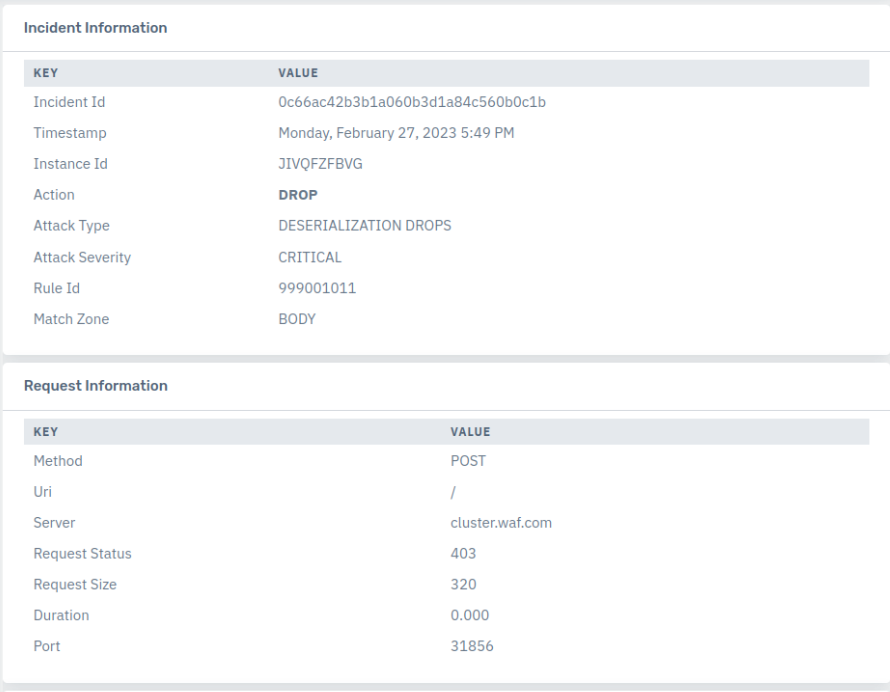 Incident Information
KEY VALUE
Incident Id 0c66ac42b3b1a060b3d1a84c560b0c1b
Timestamp Monday, February 27, 2023 5:49 PM
Instance Id JIVQFZFBVG
Action DROP
Attack Type DESERIALIZATION DROPS
Attack Severity CRITICAL
Rule Id 999001011
Match Zone BODY
Request Information
KEY VALUE
Method POST
Uri /
Server cluster.waf.com
Request Status 403
Request Size 320
Duration 0.000
Port 31856